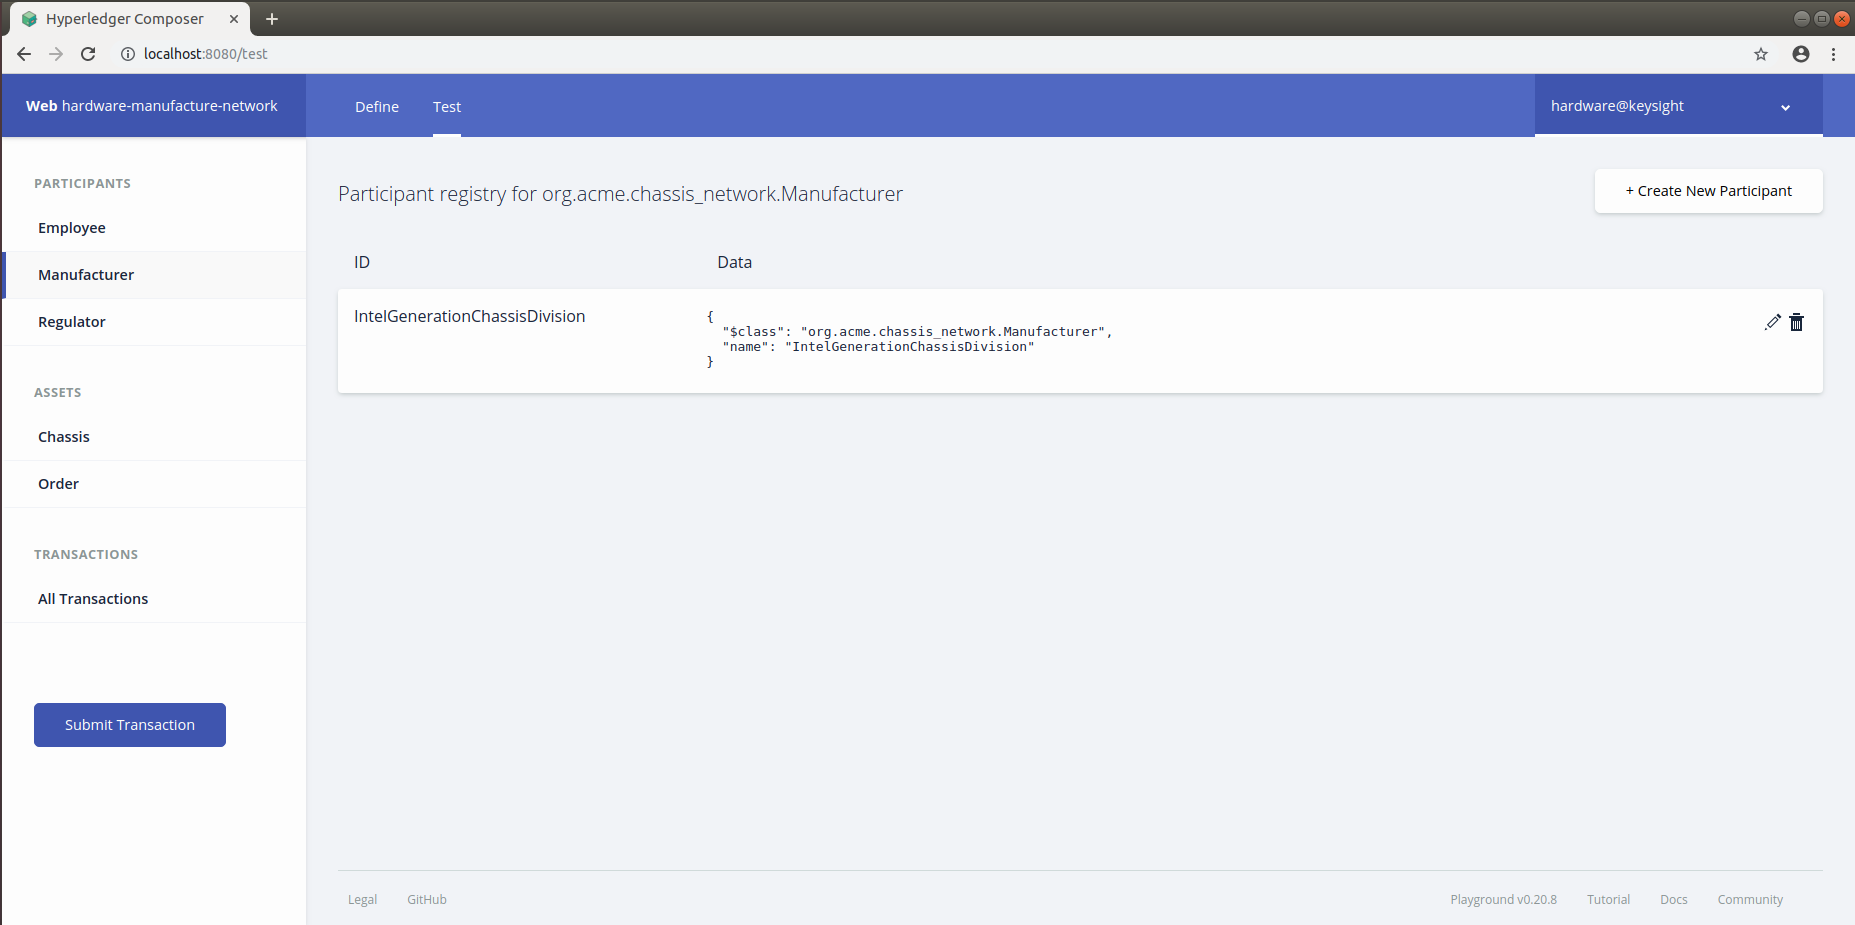 Hyperledger Composer
localhost:8080/test
Web hardware-manufacture-network
Define
Test
hardware@keysight
PARTICIPANTS
Employee
Manufacturer
Regulator
ASSETS
Chassis
Order
TRANSACTIONS
All Transactions
Submit Transaction
Participant registry for org.acme.chassis_network.Manufacturer
+ Create New Participant
ID
Data
IntelGenerationChassisDivision
{
"$class": "org.acme.chassis_network.Manufacturer",
"name": "IntelGenerationChassisDivision"
}
Legal
GitHub
Playground v0.20.8
Tutorial
Docs
Community